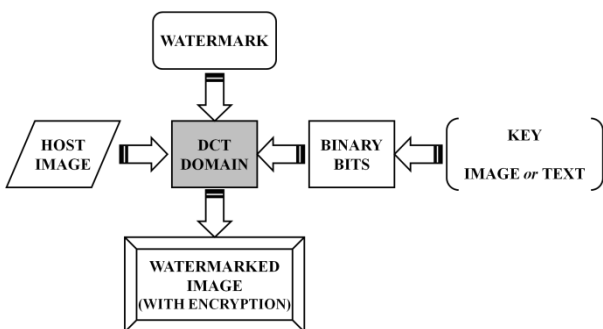 WATERMARK
HOST
IMAGE
DCT
DOMAIN
BINARY
BITS
KEY
IMAGE or TEXT
WATERMARKED
IMAGE
(WITH ENCRYPTION)